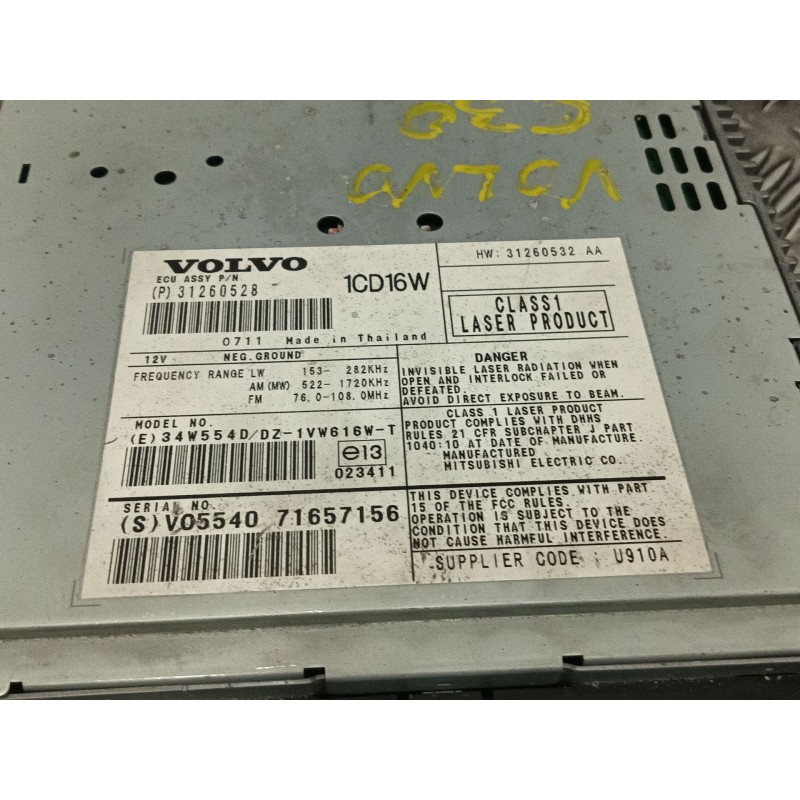 C30
VOLVO
VOLVO
ECU ASSY P/N
(P) 31260528
1CD16W
HW: 31260532 AA
0711 Made in Thailand
CLASS1
LASER PRODUCT
12V NEG.GROUND
FREQUENCY RANGE LW 153- 282KHz
AM(MW) 522- 1720KHz
FM 76.0-108.0MHz
DANGER
INVISIBLE LASER RADIATION WHEN
OPEN AND INTERLOCK FAILED OR
DEFEATED.
AVOID DIRECT EXPOSURE TO BEAM.
MODEL NO.
(E) 34W554D/DZ-1VW616W-T
e13
023411
CLASS 1 LASER PRODUCT
PRODUCT COMPLIES WITH DHHS
RULES 21 CFR SUBCHAPTER J PART
1040:10 AT DATE OF MANUFACTURE.
MANUFACTURED
MITSUBISHI ELECTRIC CO.
SERIAL NO.
(S) VO5540 71657156
THIS DEVICE COMPLIES WITH PART
15 OF THE FCC RULES.
OPERATION IS SUBJECT TO THE
CONDITION THAT THIS DEVICE DOES
NOT CAUSE HARMFUL INTERFERENCE.
SUPPLIER CODE : U910A